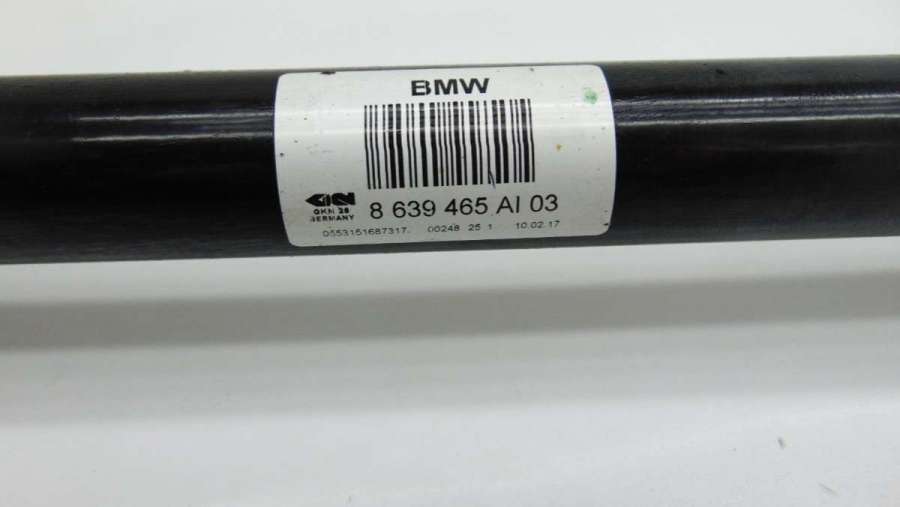 BMW
8 639 465 AI 03
GKN 28
GERMANY
0553151687317. 00248 25 1 10.02.17